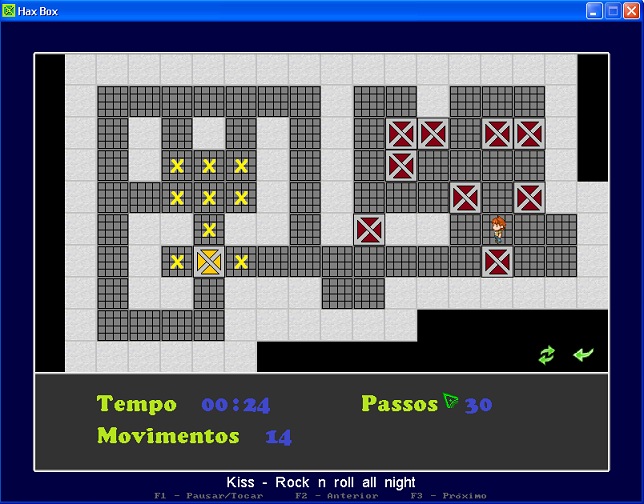 Hax Box
Tempo 00:24 Passos 30
Movimentos 14
Kiss - Rock n roll all night
F1 - Pausar/Tocar F2 - Anterior F3 - Próximo